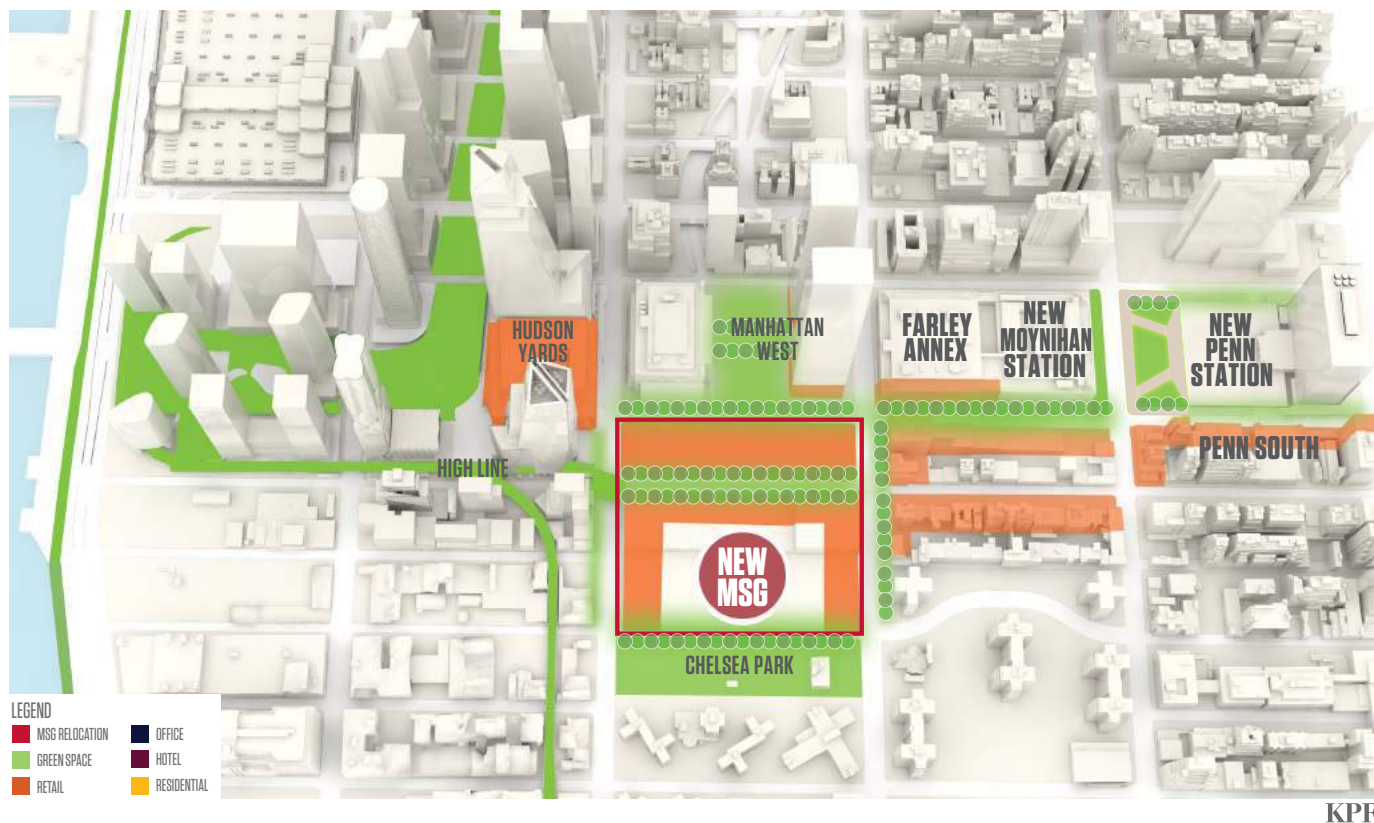 HUDSON
YARDS
MANHATTAN
WEST
FARLEY
ANNEX
NEW
MOYNIHAN
STATION
NEW
PENN
STATION
HIGH LINE
PENN SOUTH
NEW
MSG
CHELSEA PARK
LEGEND
MSG RELOCATION
OFFICE
GREEN SPACE
HOTEL
RETAIL
RESIDENTIAL
KPF